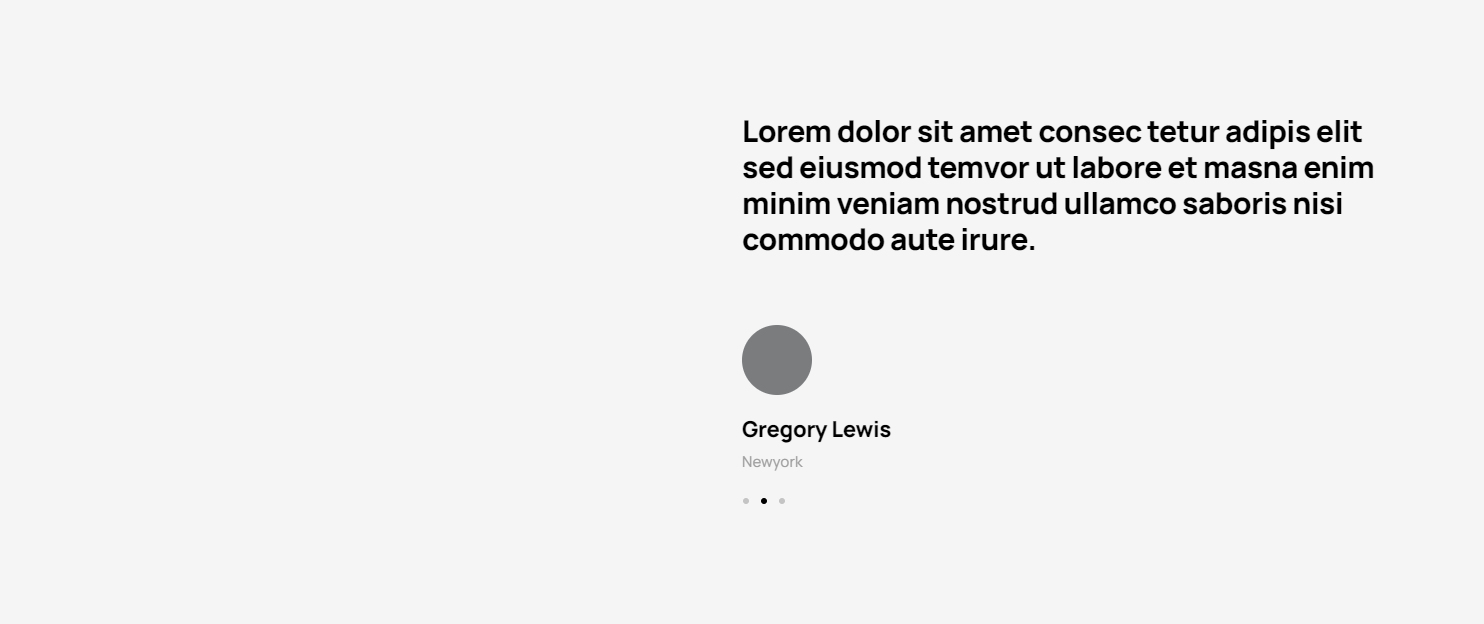 Lorem dolor sit amet consec tetur adipis elit
sed eiusmod temvor ut labore et masna enim
minim veniam nostrud ullamco saboris nisi
commodo aute irure.
Gregory Lewis
Newyork